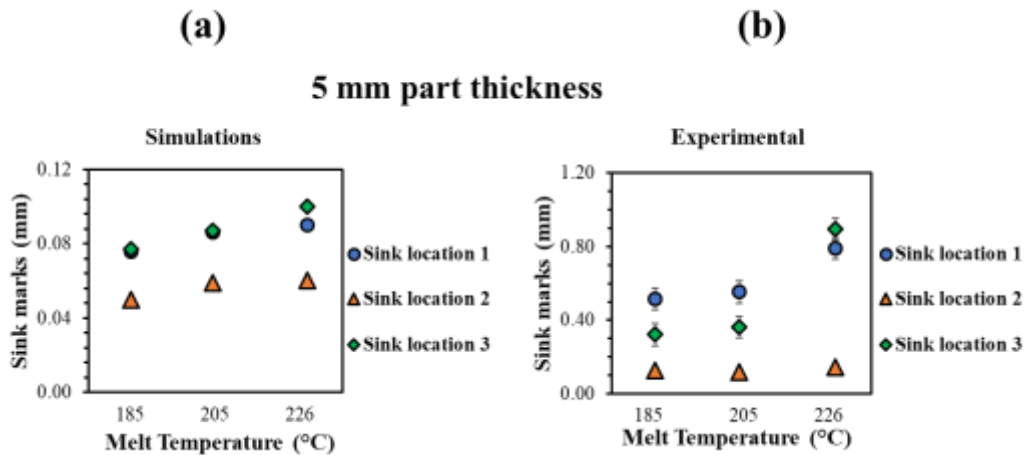 (a)
(b)
5 mm part thickness
Simulations
0.12
0.08
0.04
0.00
Sink marks (mm)
185 205 226
Melt Temperature (°C)
Sink location 1
Sink location 2
Sink location 3
Experimental
1.20
0.80
0.40
0.00
Sink marks (mm)
185 205 226
Melt Temperature (°C)
Sink location 1
Sink location 2
Sink location 3